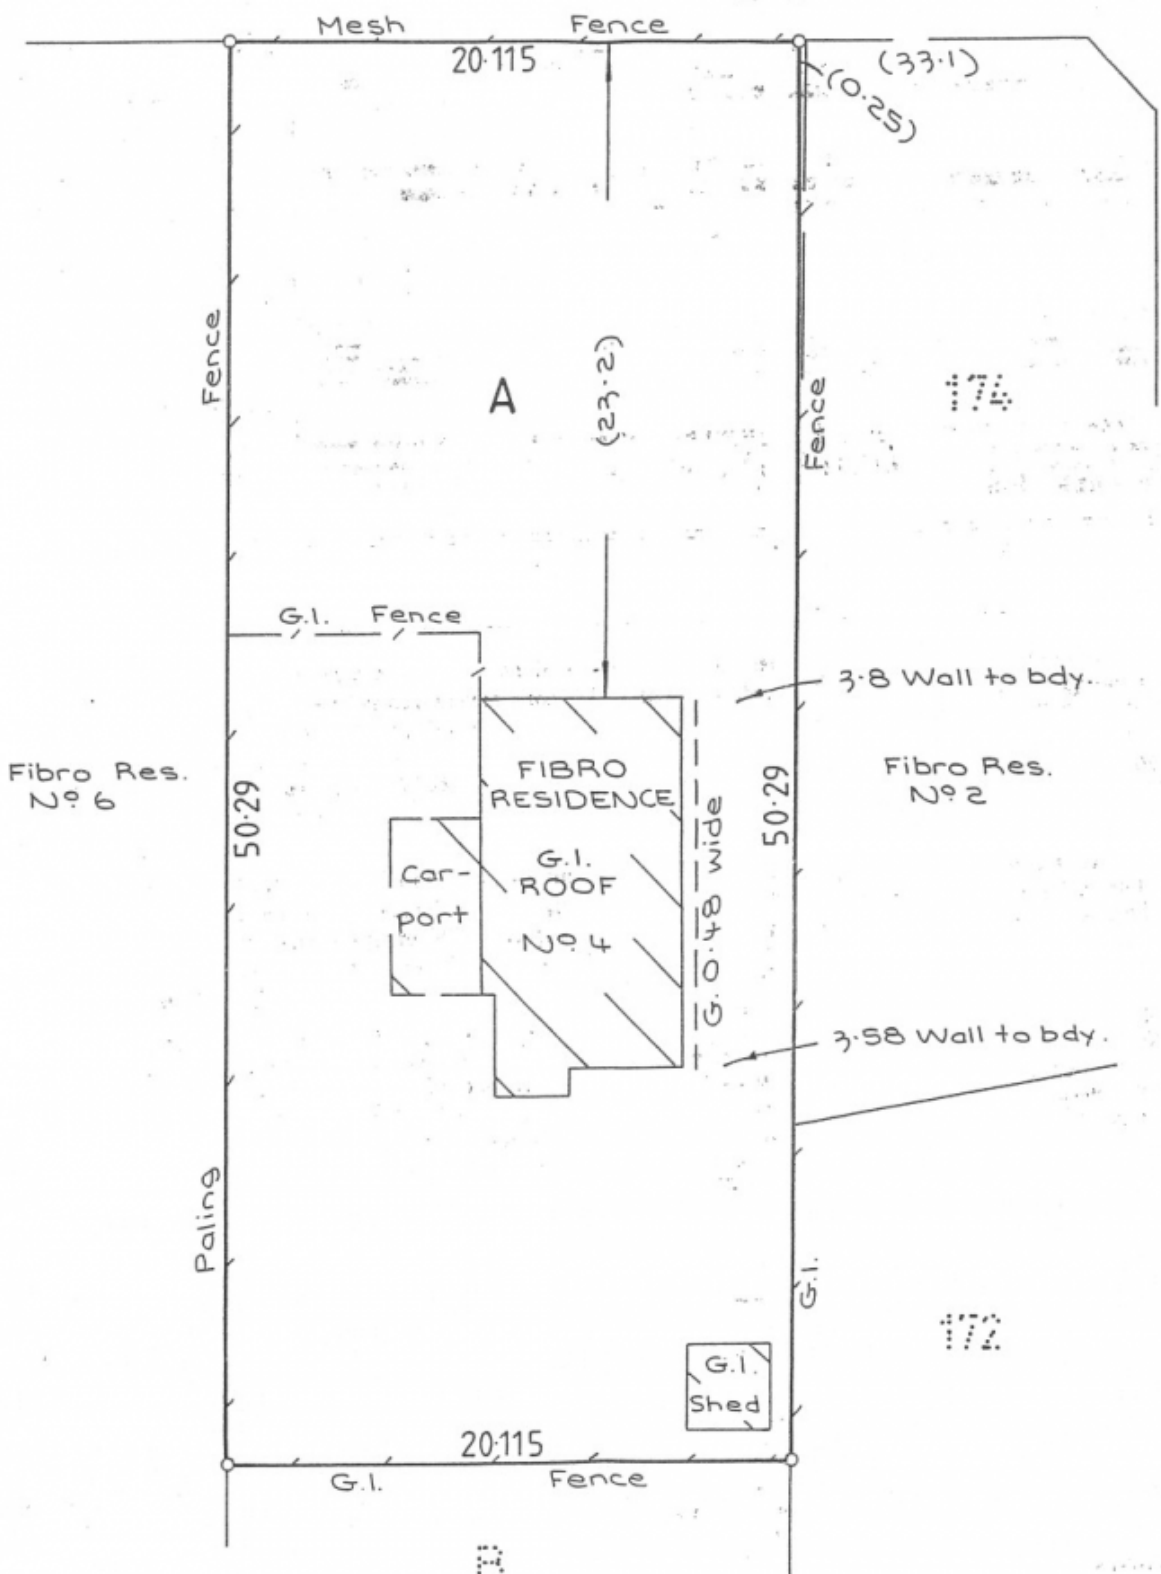 Mesh Fence
20·115
(33·1)
(0·25)
Fence
A
(23·2)
Fence
174
G.I. Fence
3·8 Wall to bdy.
Fibro Res.
Nº 6
50·29
FIBRO
RESIDENCE
G.I.
ROOF
Nº 4
Car-
port
G. 0·48 wide
50·29
Fibro Res.
Nº 2
3·58 Wall to bdy.
Paling
G.I.
172
G.I.
Shed
20·115
G.I. Fence